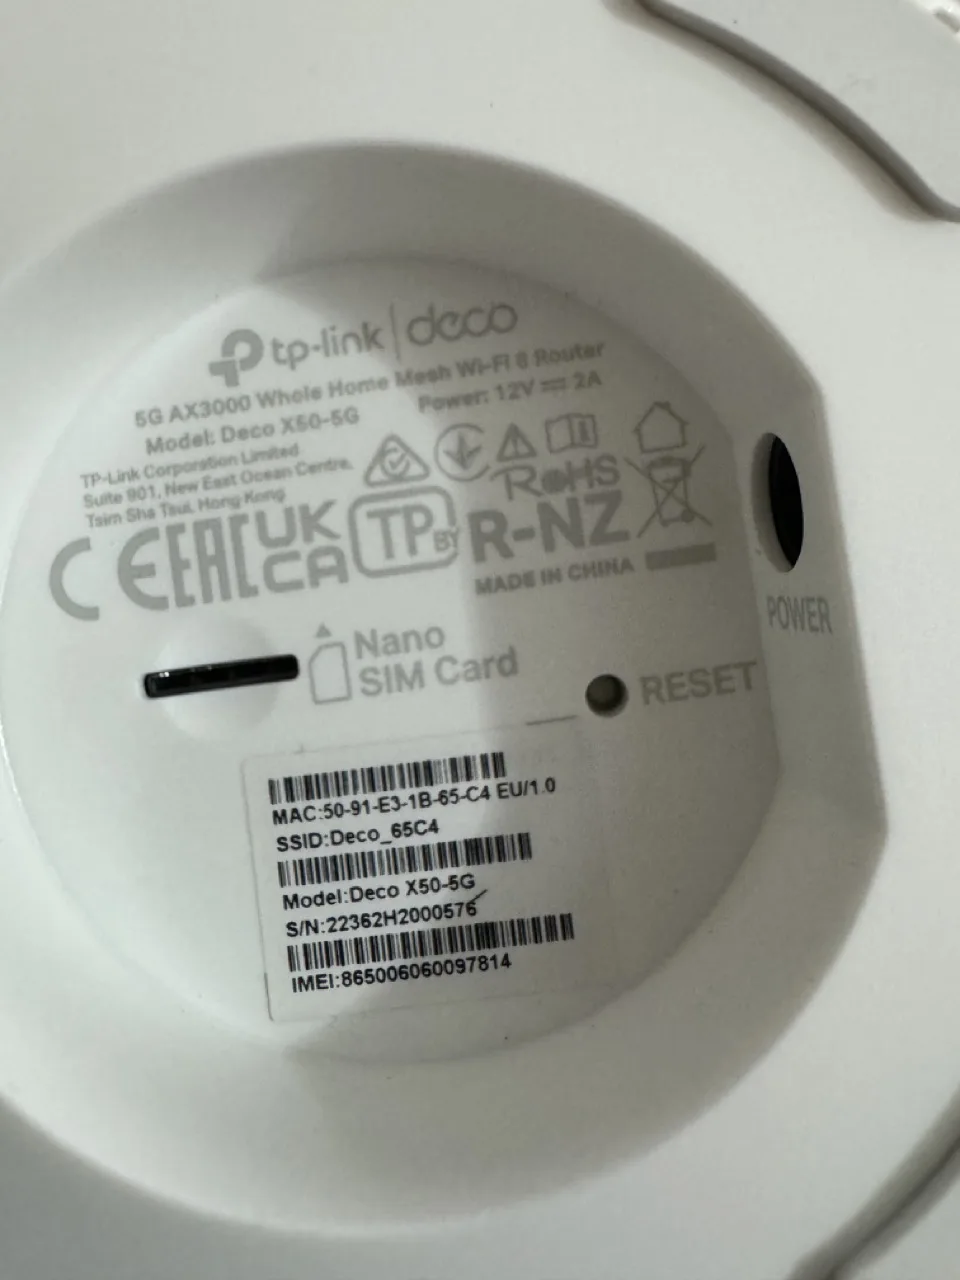 tp-link | deco
5G AX3000 Whole Home Mesh Wi-Fi 6 Router
Model: Deco X50-5G Power: 12V ⎓ 2A
TP-Link Corporation Limited
Suite 901, New East Ocean Centre,
Tsim Sha Tsui, Hong Kong
RoHS
CE EAC UKCA TP BY R-NZ
MADE IN CHINA
POWER
Nano
SIM Card
RESET
MAC:50-91-E3-1B-65-C4 EU/1.0
SSID:Deco_65C4
Model:Deco X50-5G
S/N:22362H2000576
IMEI:865006060097814